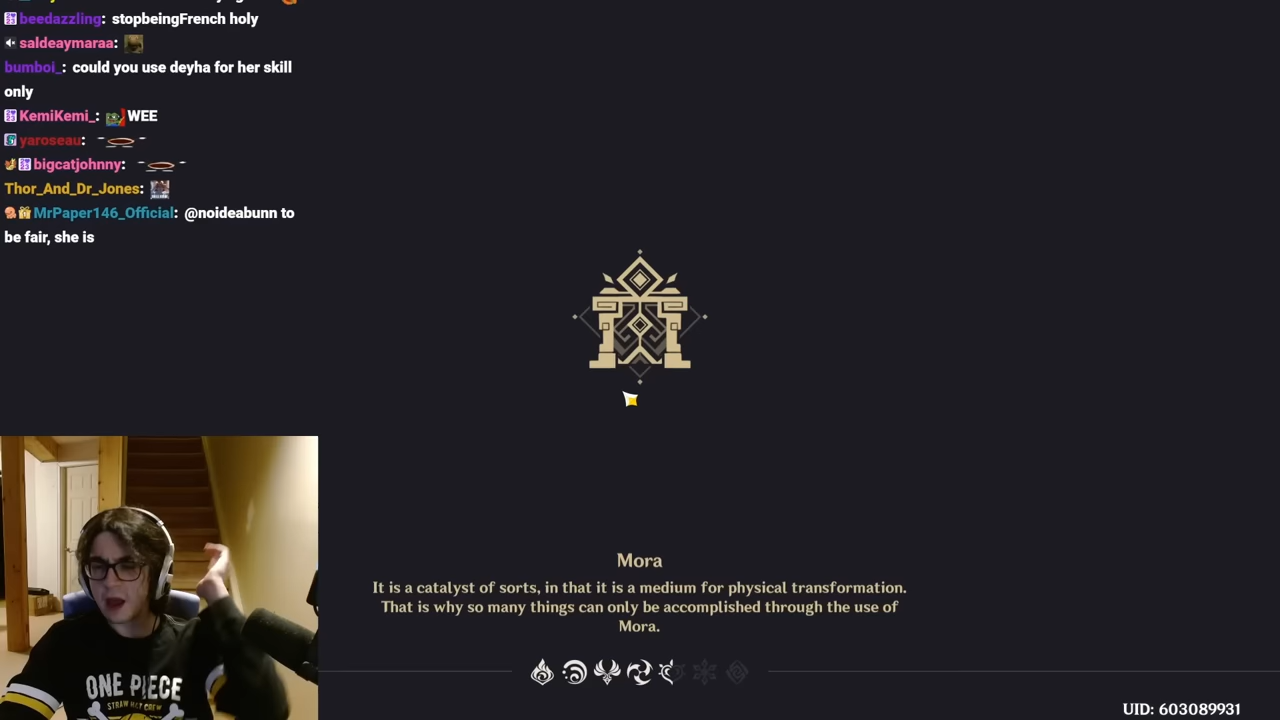 beedazzling: stopbeingFrench holy
saldeaymaraa:
bumboi_: could you use deyha for her skill
only
KemiKemi_: WEE
yaroseau:
bigcatjohnny:
Thor_And_Dr_Jones:
MrPaper146_Official: @noideabunn to
be fair, she is
Mora
It is a catalyst of sorts, in that it is a medium for physical transformation.
That is why so many things can only be accomplished through the use of
Mora.
ONE PIECE
STRAW HAT CREW
UID: 603089931